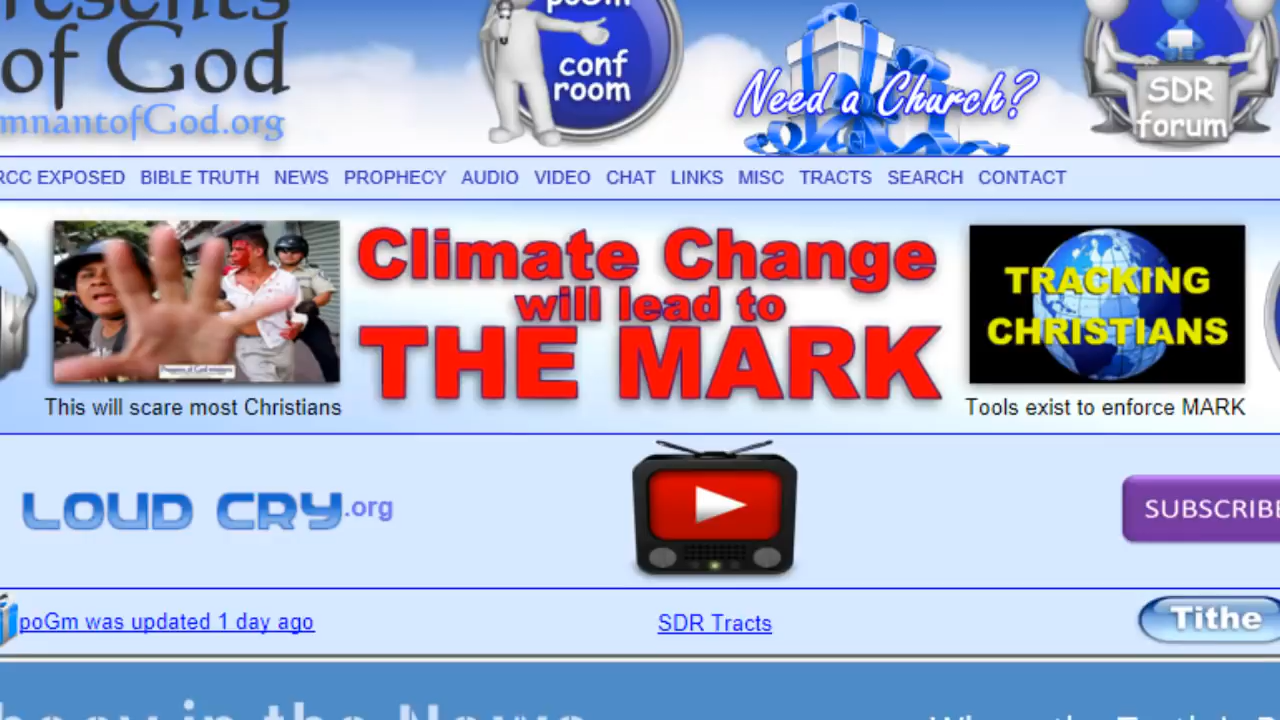 of God
mnantofGod.org
conf
room
Need a Church?
SDR
forum
RCC EXPOSED BIBLE TRUTH NEWS PROPHECY AUDIO VIDEO CHAT LINKS MISC TRACTS SEARCH CONTACT
Climate Change
will lead to
THE MARK
TRACKING
CHRISTIANS
This will scare most Christians
Tools exist to enforce MARK
LOUD CRY.org
SUBSCRIBE
poGm was updated 1 day ago
SDR Tracts
Tithe